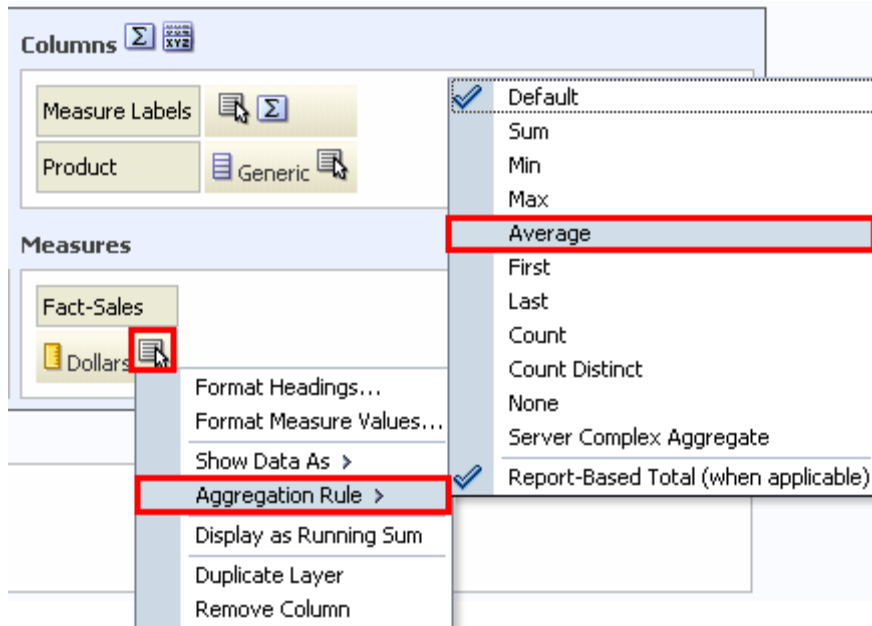 Columns Σ XYZ
Measure Labels Σ
Product Generic
Measures
Fact-Sales
Dollars
Format Headings...
Format Measure Values...
Show Data As >
Aggregation Rule >
Display as Running Sum
Duplicate Layer
Remove Column
Default
Sum
Min
Max
Average
First
Last
Count
Count Distinct
None
Server Complex Aggregate
Report-Based Total (when applicable)